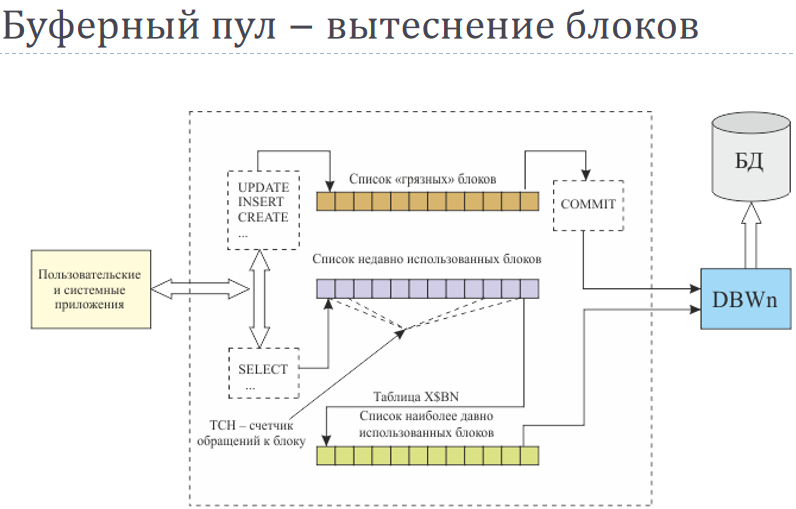 Буферный пул – вытеснение блоков
Список «грязных» блоков
UPDATE
INSERT
CREATE
...
COMMIT
БД
Список недавно использованных блоков
Пользовательские
и системные
приложения
DBWn
SELECT
...
Таблица X$BN
TCH – счетчик
обращений к блоку
Список наиболее давно
использованных блоков